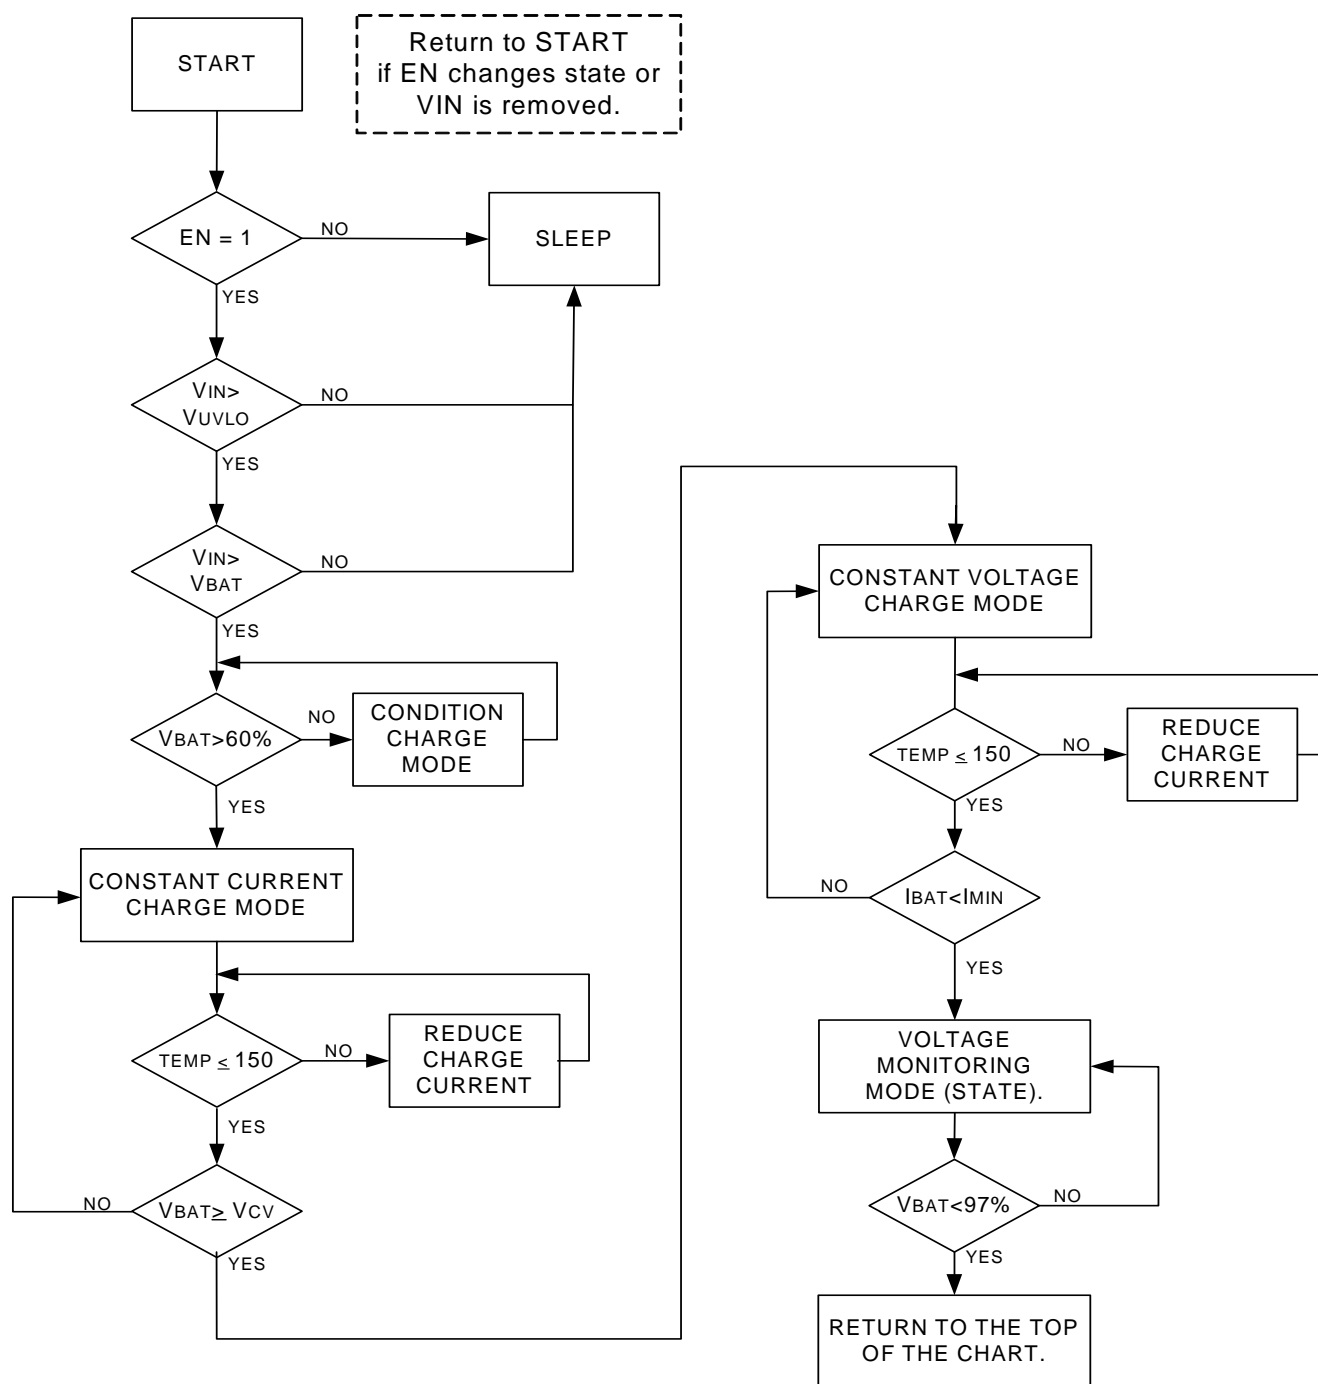 START
Return to START
if EN changes state or
VIN is removed.
EN = 1
NO
SLEEP
YES
VIN>
VUVLO
NO
YES
VIN>
VBAT
NO
YES
VBAT>60%
NO
CONDITION
CHARGE
MODE
YES
CONSTANT CURRENT
CHARGE MODE
TEMP ≤ 150
NO
REDUCE
CHARGE
CURRENT
YES
VBAT≥ VCV
NO
YES
CONSTANT VOLTAGE
CHARGE MODE
TEMP ≤ 150
NO
REDUCE
CHARGE
CURRENT
YES
IBAT<IMIN
NO
YES
VOLTAGE
MONITORING
MODE (STATE).
VBAT<97%
NO
YES
RETURN TO THE TOP
OF THE CHART.